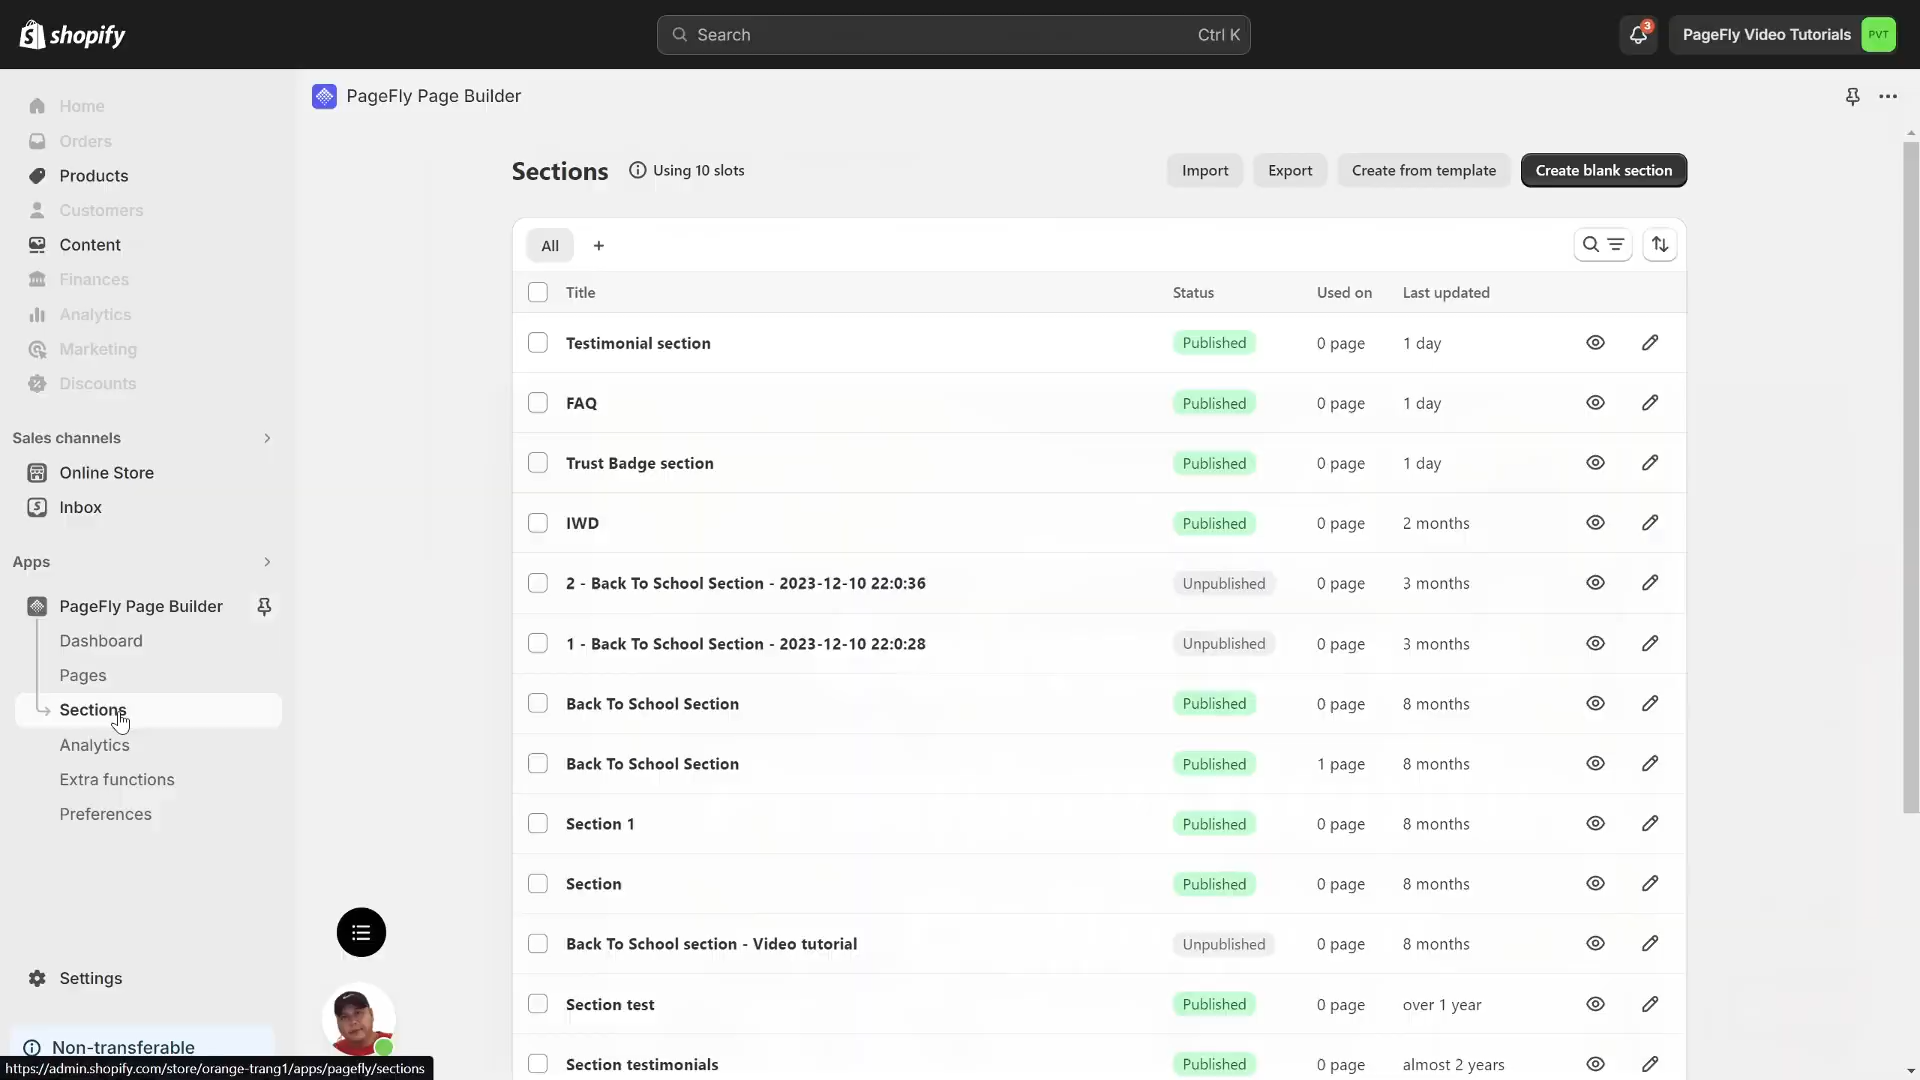 shopify
Search Ctrl K
3
PageFly Video Tutorials PVT
Home
Orders
Products
Customers
Content
Finances
Analytics
Marketing
Discounts
Sales channels
Online Store
Inbox
Apps
PageFly Page Builder
Dashboard
Pages
Sections
Analytics
Extra functions
Preferences
Settings
Non-transferable
https://admin.shopify.com/store/orange-trang1/apps/pagefly/sections
PageFly Page Builder
Sections Using 10 slots Import Export Create from template Create blank section
All +
Title Status Used on Last updated
Testimonial section Published 0 page 1 day
FAQ Published 0 page 1 day
Trust Badge section Published 0 page 1 day
IWD Published 0 page 2 months
2 - Back To School Section - 2023-12-10 22:0:36 Unpublished 0 page 3 months
1 - Back To School Section - 2023-12-10 22:0:28 Unpublished 0 page 3 months
Back To School Section Published 0 page 8 months
Back To School Section Published 1 page 8 months
Section 1 Published 0 page 8 months
Section Published 0 page 8 months
Back To School section - Video tutorial Unpublished 0 page 8 months
Section test Published 0 page over 1 year
Section testimonials Published 0 page almost 2 years